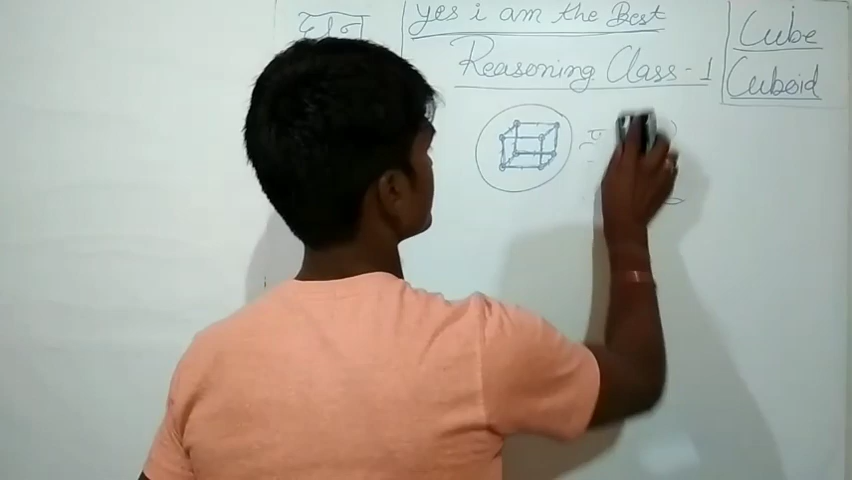 yes i am the Best
Reasoning Class-1
Cube
Cuboid